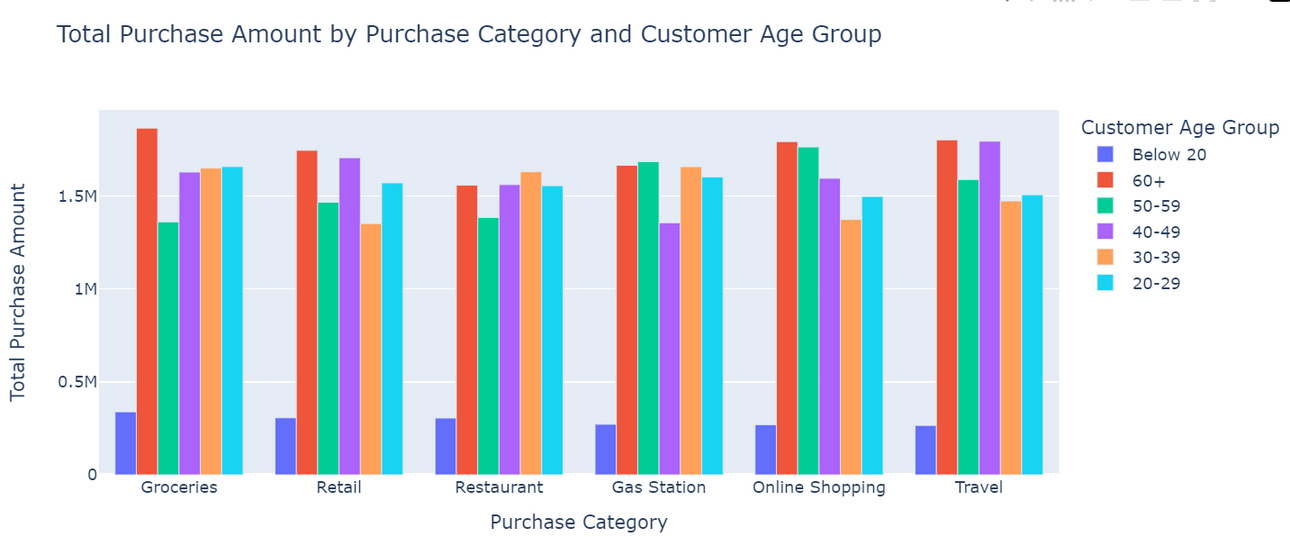 Total Purchase Amount by Purchase Category and Customer Age Group
Customer Age Group
Below 20
60+
50-59
40-49
30-39
20-29
Total Purchase Amount
1.5M
1M
0.5M
0
Groceries
Retail
Restaurant
Gas Station
Online Shopping
Travel
Purchase Category